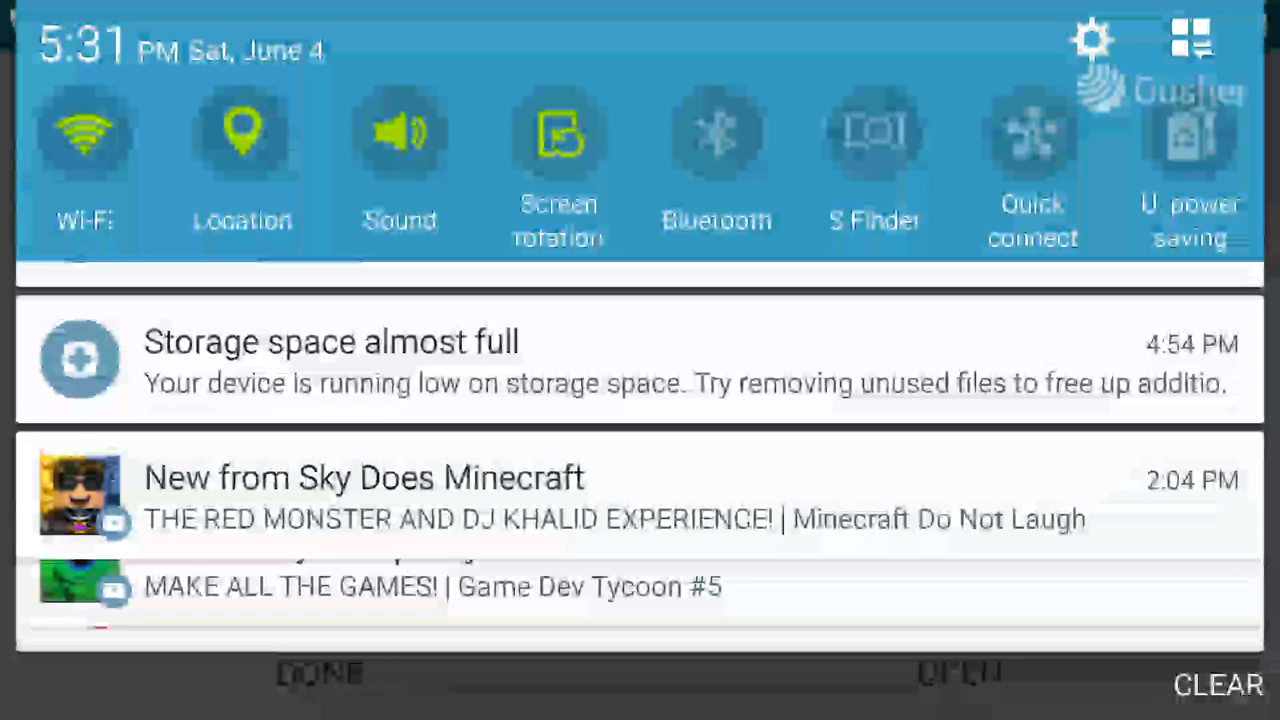 5:31 PM Sat, June 4
Gusher
Wi-Fi
Location
Sound
Screen
rotation
Bluetooth
S Finder
Quick
connect
U. power
saving
Storage space almost full
4:54 PM
Your device is running low on storage space. Try removing unused files to free up additio.
New from Sky Does Minecraft
2:04 PM
THE RED MONSTER AND DJ KHALID EXPERIENCE! | Minecraft Do Not Laugh
MAKE ALL THE GAMES! | Game Dev Tycoon #5
DONE
OPEN
CLEAR